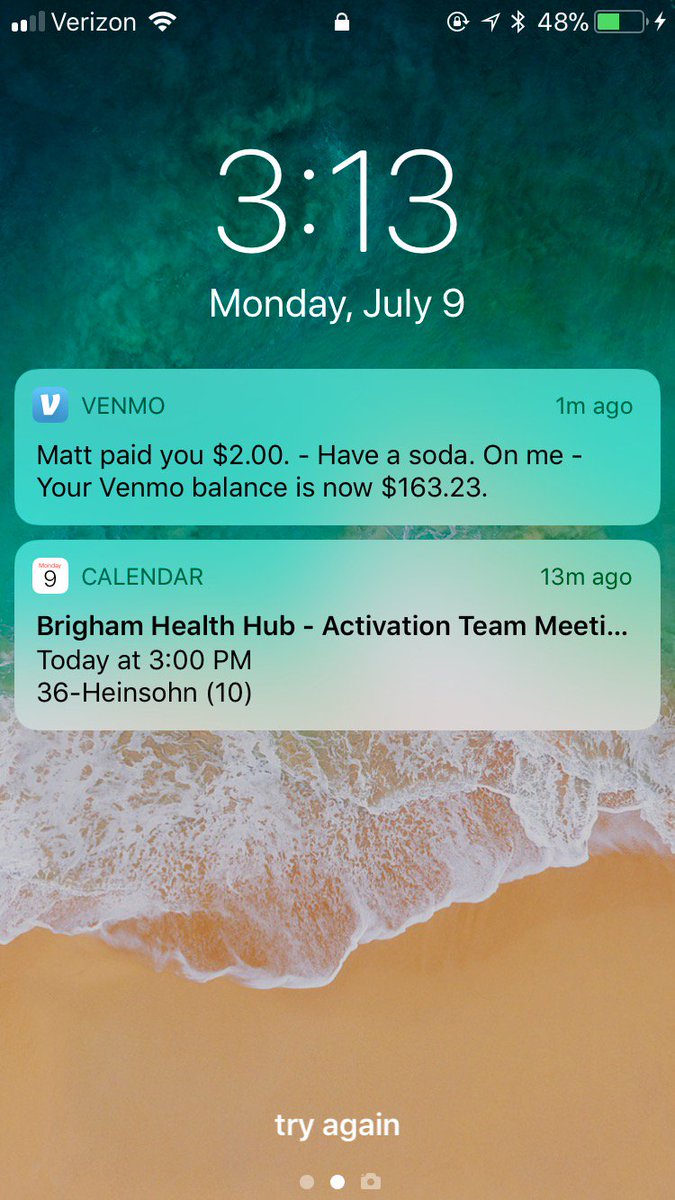 Verizon 48%
3:13
Monday, July 9
VENMO 1m ago
Matt paid you $2.00. - Have a soda. On me -
Your Venmo balance is now $163.23.
Monday
9
CALENDAR 13m ago
Brigham Health Hub - Activation Team Meeti...
Today at 3:00 PM
36-Heinsohn (10)
try again